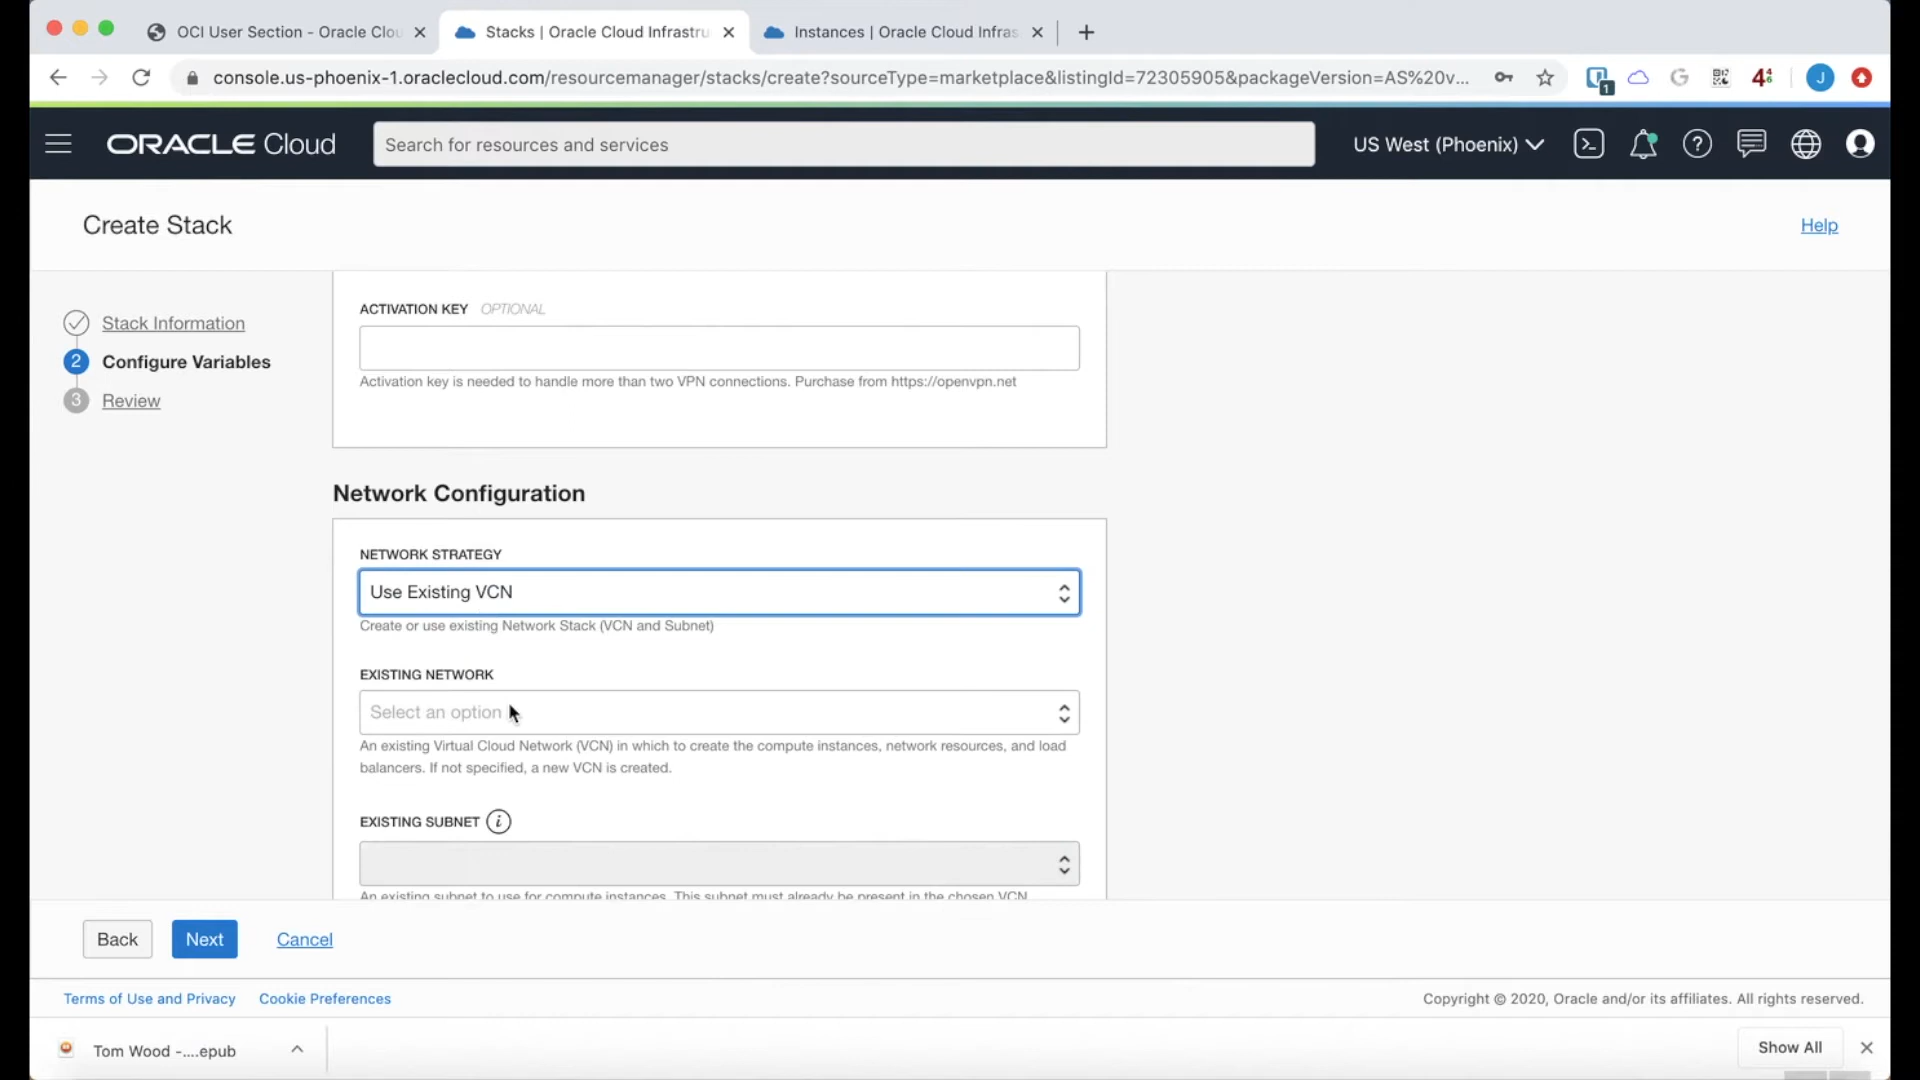 OCI User Section - Oracle Clou
Stacks | Oracle Cloud Infrastru
Instances | Oracle Cloud Infras
console.us-phoenix-1.oraclecloud.com/resourcemanager/stacks/create?sourceType=marketplace&listingId=72305905&packageVersion=AS%20v...
1
J
ORACLE Cloud
Search for resources and services
US West (Phoenix)
Create Stack
Help
Stack Information
2 Configure Variables
3 Review
ACTIVATION KEY OPTIONAL
Activation key is needed to handle more than two VPN connections. Purchase from https://openvpn.net
Network Configuration
NETWORK STRATEGY
Use Existing VCN
Create or use existing Network Stack (VCN and Subnet)
EXISTING NETWORK
Select an option
An existing Virtual Cloud Network (VCN) in which to create the compute instances, network resources, and load
balancers. If not specified, a new VCN is created.
EXISTING SUBNET i
An existing subnet to use for compute instances. This subnet must already be present in the chosen VCN
Back
Next
Cancel
Terms of Use and Privacy
Cookie Preferences
Copyright © 2020, Oracle and/or its affiliates. All rights reserved.
Tom Wood -....epub
Show All